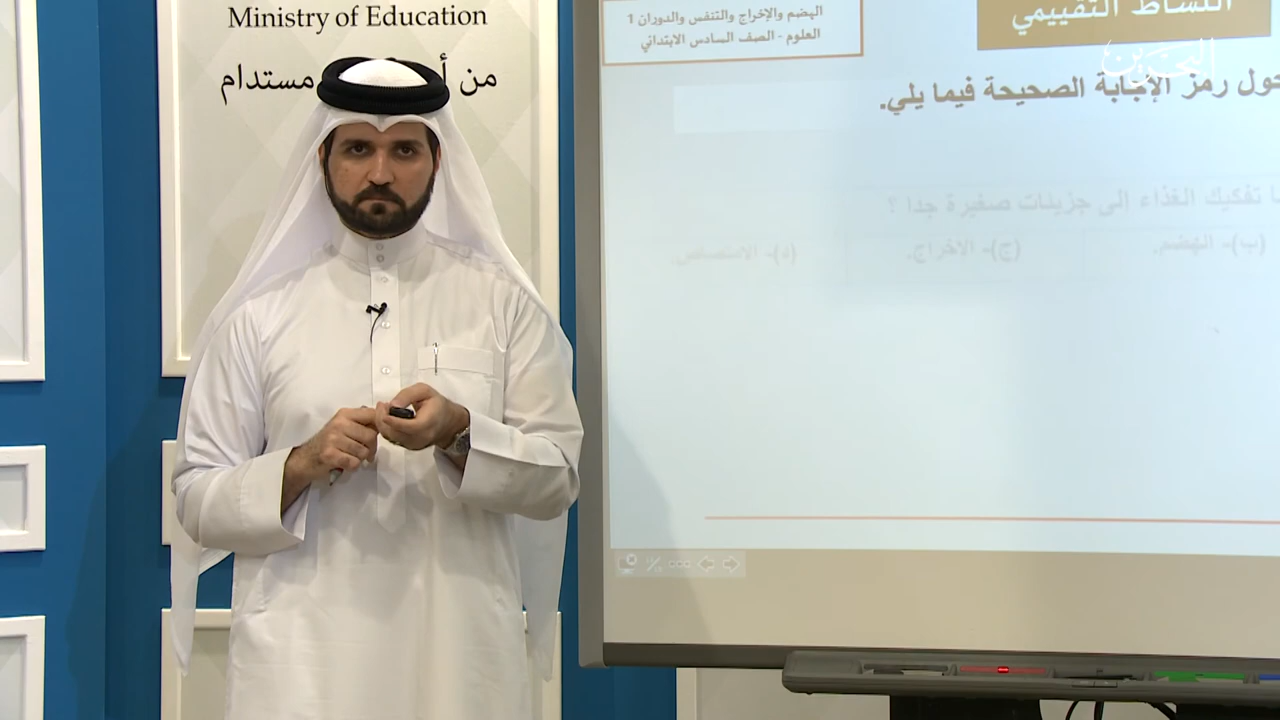 Ministry of Education
مستدام
من
الهضم والإخراج والتنفس والدوران 1
العلوم - الصف السادس الابتدائي
النشاط التقييمي
البحرين
حول رمز الإجابة الصحيحة فيما يلي.
تفكيك الغذاء إلى جزيئات صغيرة جدا ؟
(ب)- الهضم. (ج)- الاخراج. (د)- الامتصاص.